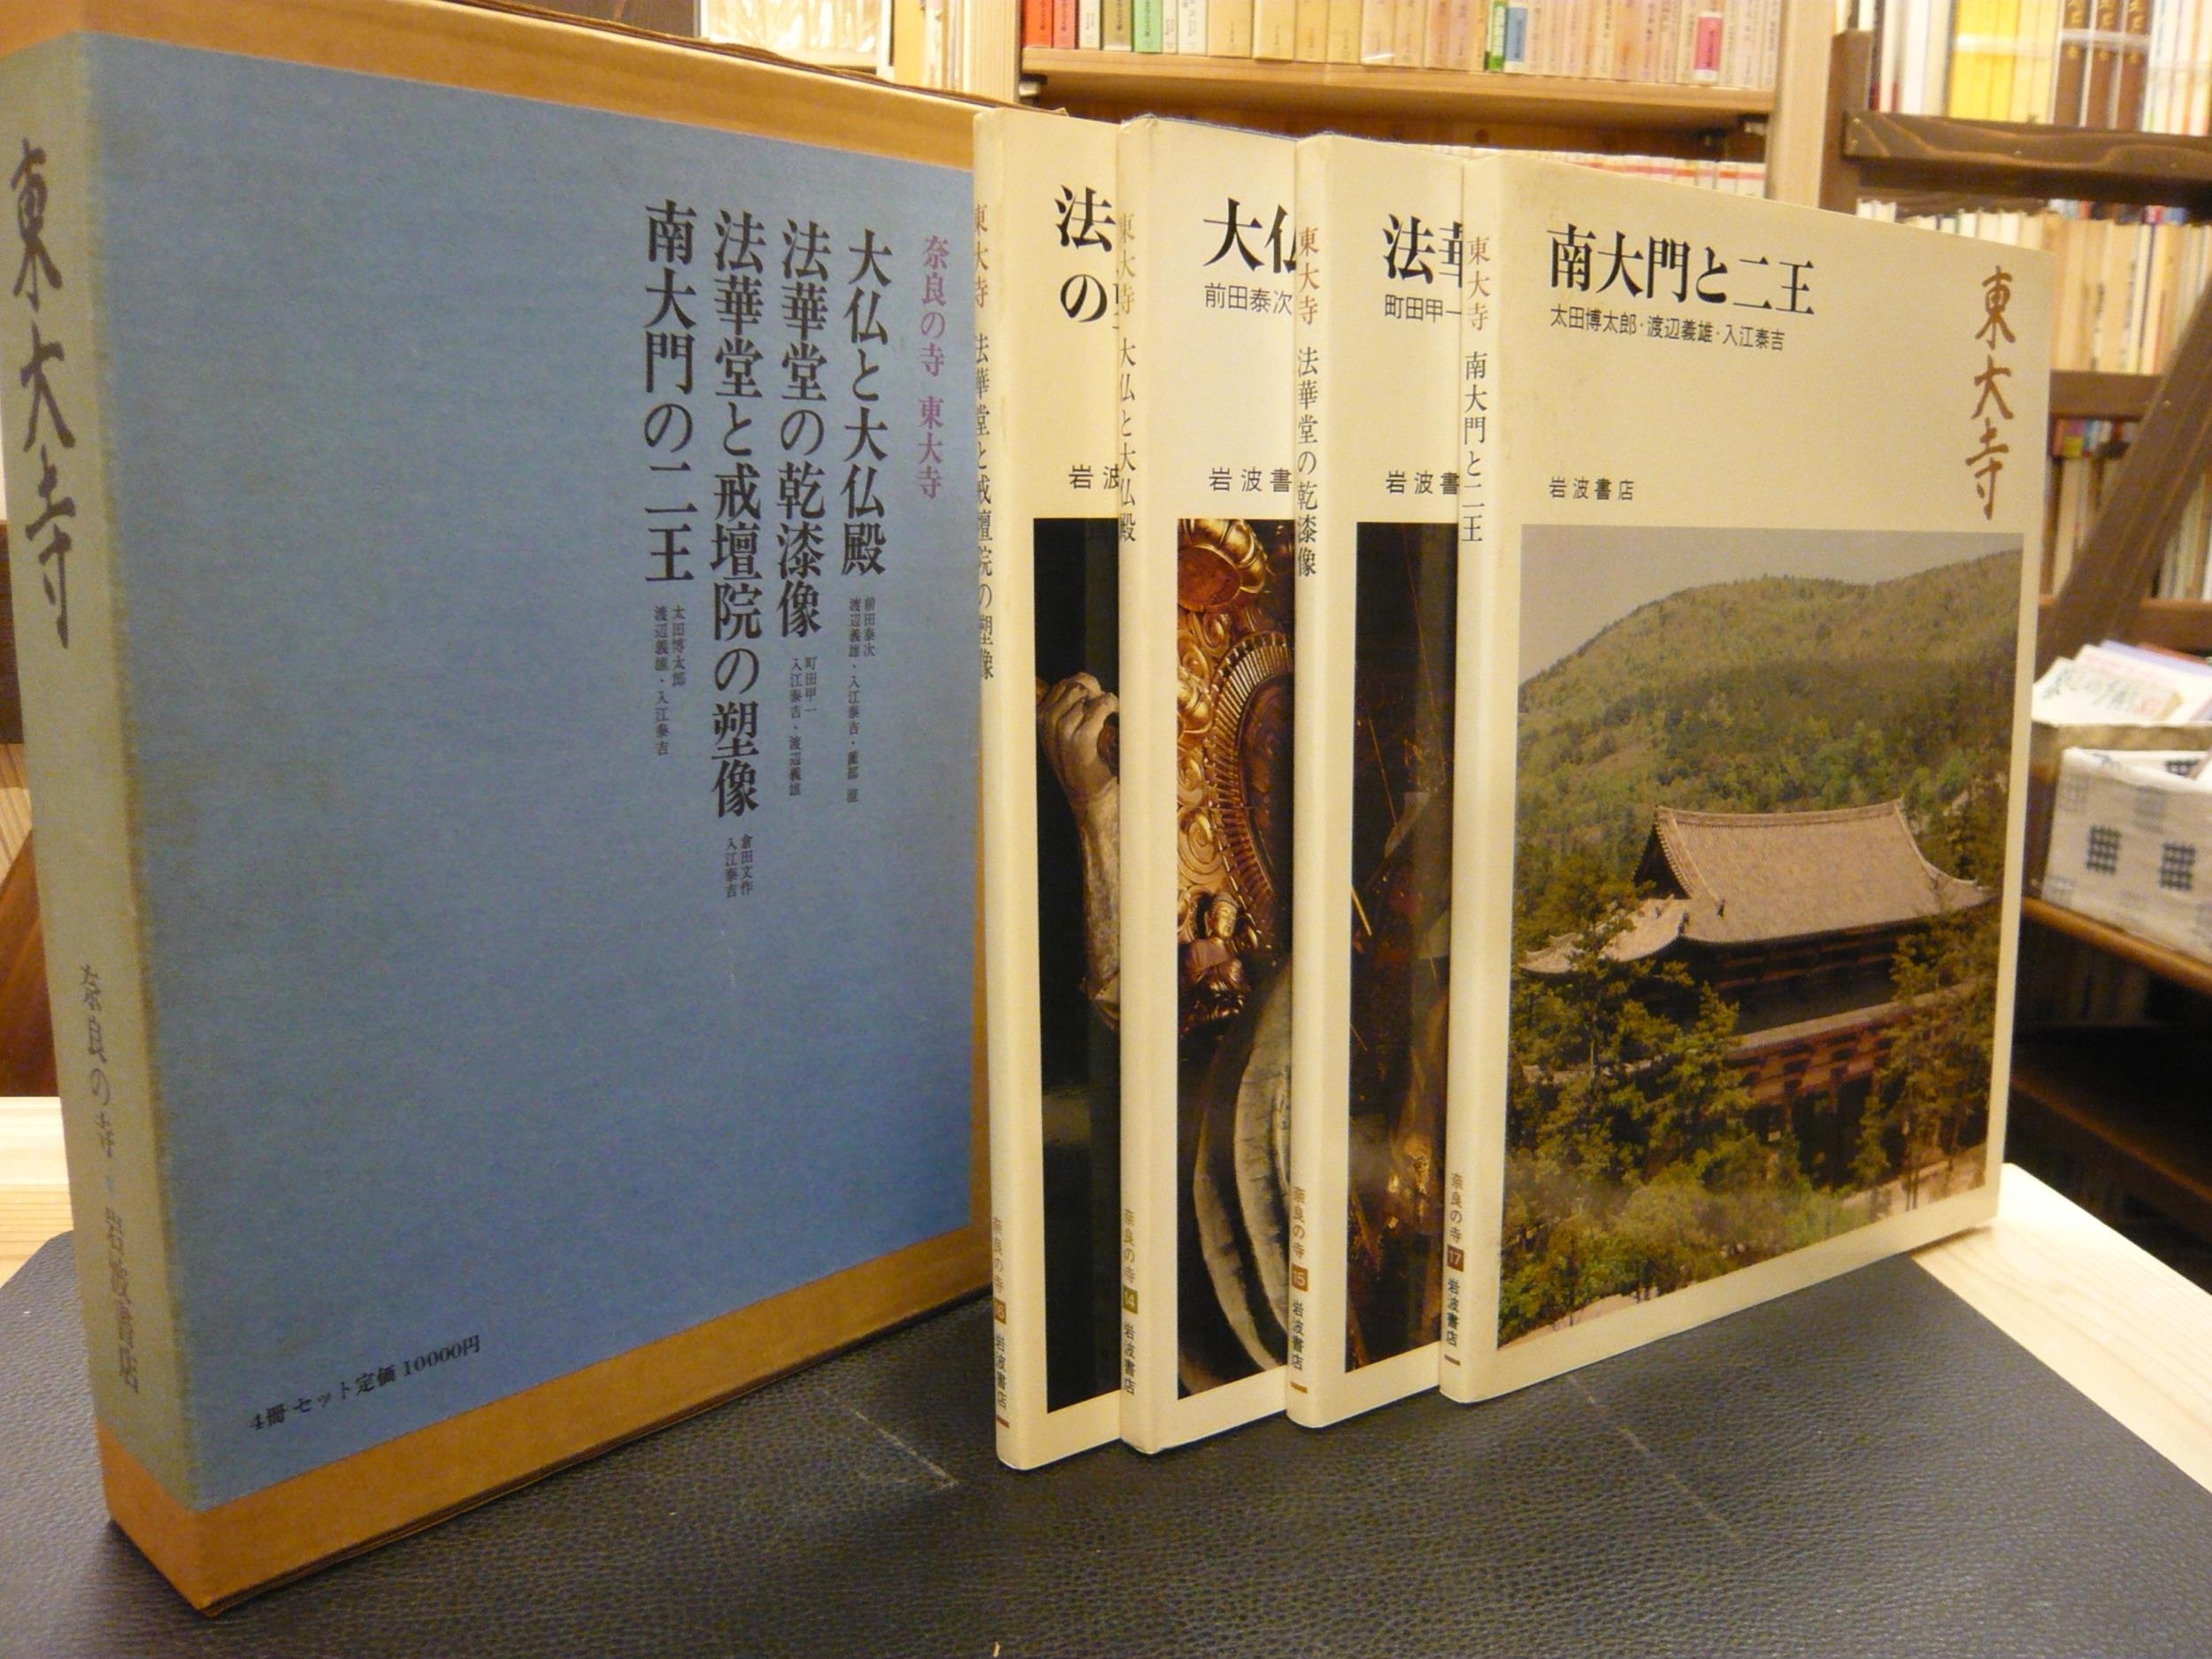 東大寺
奈良の寺
岩波書店
奈良の寺 東大寺
大仏と大仏殿
前田泰次
渡辺義雄・入江泰吉・
法華堂の乾漆像
町田甲一
入江泰吉・渡辺義雄
法華堂と戒壇院の塑像
倉田文作
入江泰吉
南大門の二王
太田博太郎
渡辺義雄・入江泰吉
4冊 セット定価 10000円
東大寺 法華堂と戒壇院の塑像
奈良の寺 16 岩波書店
法
の
岩波
東大寺 大仏と大仏殿
奈良の寺 14 岩波書店
大仏
前田泰次
岩波書
東大寺 法華堂の乾漆像
奈良の寺 15 岩波書店
法華
町田甲一
岩波書
東大寺 南大門と二王
奈良の寺 17 岩波書店
南大門と二王
太田博太郎・渡辺義雄・入江泰吉
岩波書店
東大寺